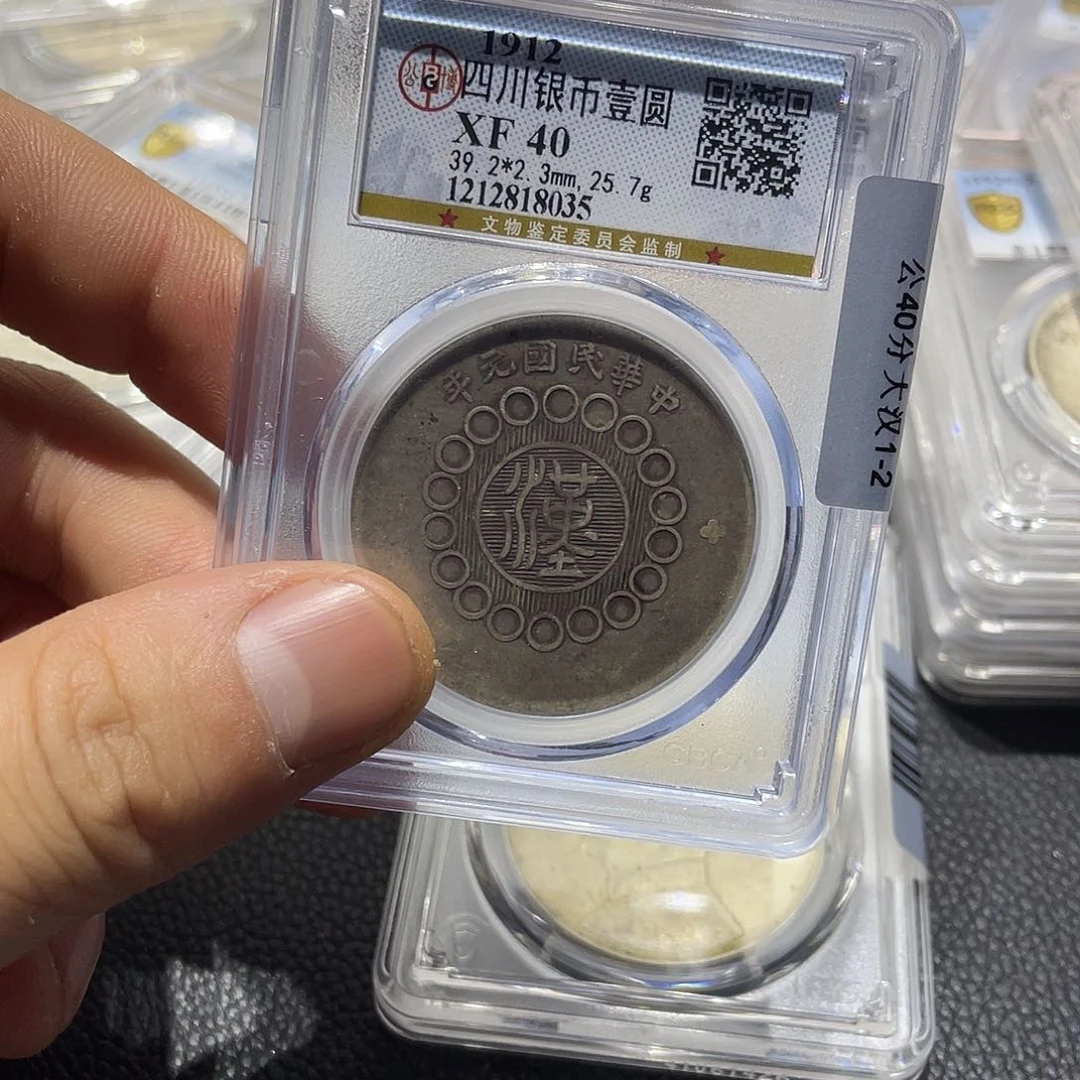 1912
四川银币壹圆
XF 40
39.2*2.3mm,25.7g
1212818035
文物鉴定委员会监制
公40分 大汉1-2
中華民國元年
漢
GBCA